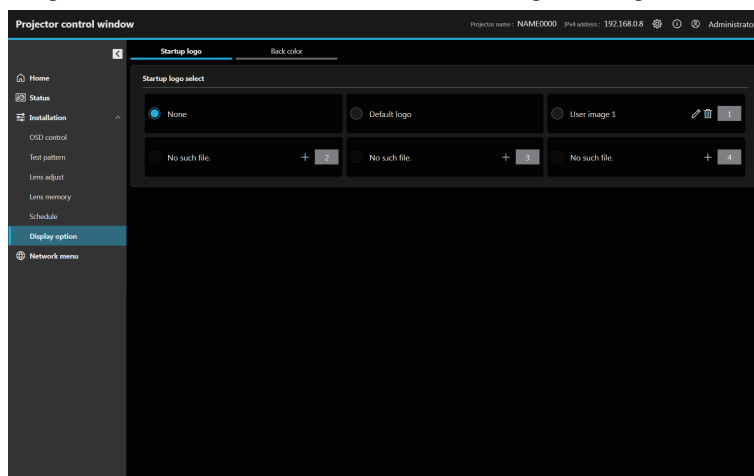 Projector control window
Projector name : NAME0000 IPv4 address : 192.168.0.8 Administrato
Startup logo Back color
Home
Status
Installation
OSD control
Test pattern
Lens adjust
Lens memory
Schedule
Display option
Network menu
Startup logo select
None Default logo User image 1 1
No such file. 2 No such file. 3 No such file. 4